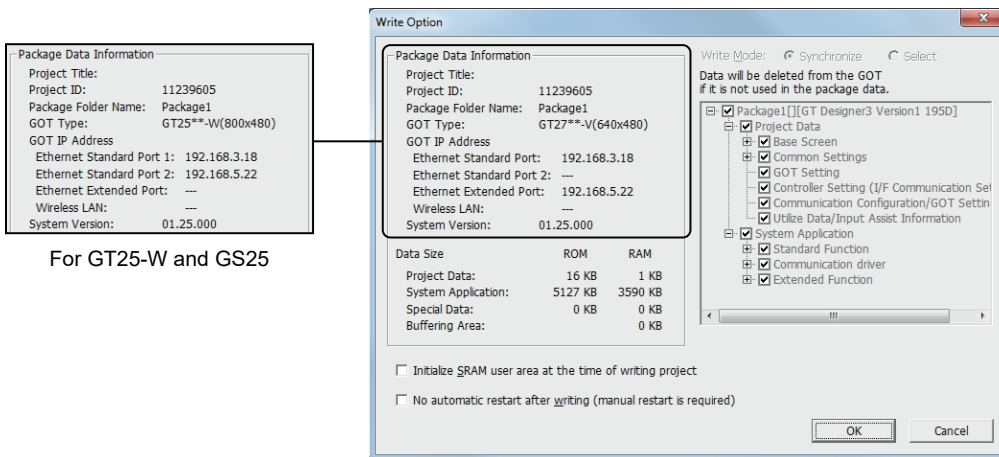 Package Data Information
Project Title:
Project ID: 11239605
Package Folder Name: Package1
GOT Type: GT25**-W(800x480)
GOT IP Address
Ethernet Standard Port 1: 192.168.3.18
Ethernet Standard Port 2: 192.168.5.22
Ethernet Extended Port: ---
Wireless LAN: ---
System Version: 01.25.000
For GT25-W and GS25
Write Option
Package Data Information
Project Title:
Project ID: 11239605
Package Folder Name: Package1
GOT Type: GT27**-V(640x480)
GOT IP Address
Ethernet Standard Port: 192.168.3.18
Ethernet Standard Port 2: ---
Ethernet Extended Port: 192.168.5.22
Wireless LAN: ---
System Version: 01.25.000
Data Size ROM RAM
Project Data: 16 KB 1 KB
System Application: 5127 KB 3590 KB
Special Data: 0 KB 0 KB
Buffering Area: 0 KB
Write Mode: Synchronize Select
Data will be deleted from the GOT
if it is not used in the package data.
Package1[][GT Designer3 Version1 195D]
Project Data
Base Screen
Common Settings
GOT Setting
Controller Setting (I/F Communication Set
Communication Configuration/GOT Settin
Utilize Data/Input Assist Information
System Application
Standard Function
Communication driver
Extended Function
Initialize SRAM user area at the time of writing project
No automatic restart after writing (manual restart is required)
OK Cancel